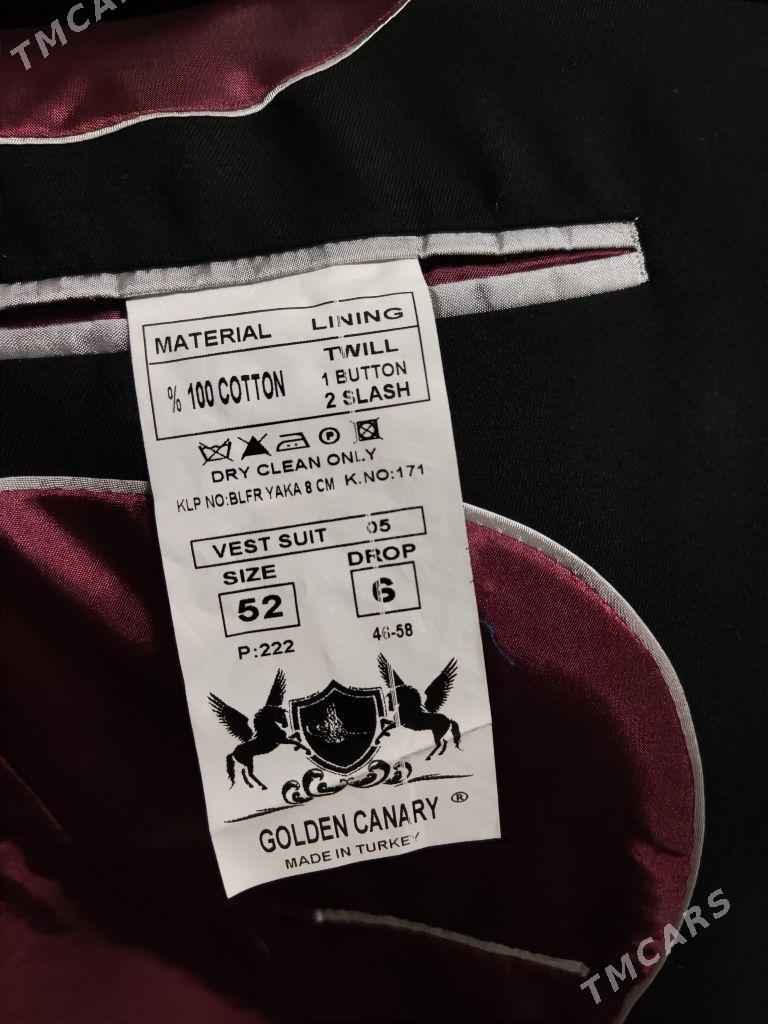 TMCARS
MATERIAL LINING
% 100 COTTON
TWILL
1 BUTTON
2 SLASH
DRY CLEAN ONLY
KLP NO:BLFR YAKA 8 CM K.NO:171
VEST SUIT 05
SIZE DROP
52 6
P:222 46-58
GOLDEN CANARY ®
MADE IN TURKEY
TMCARS